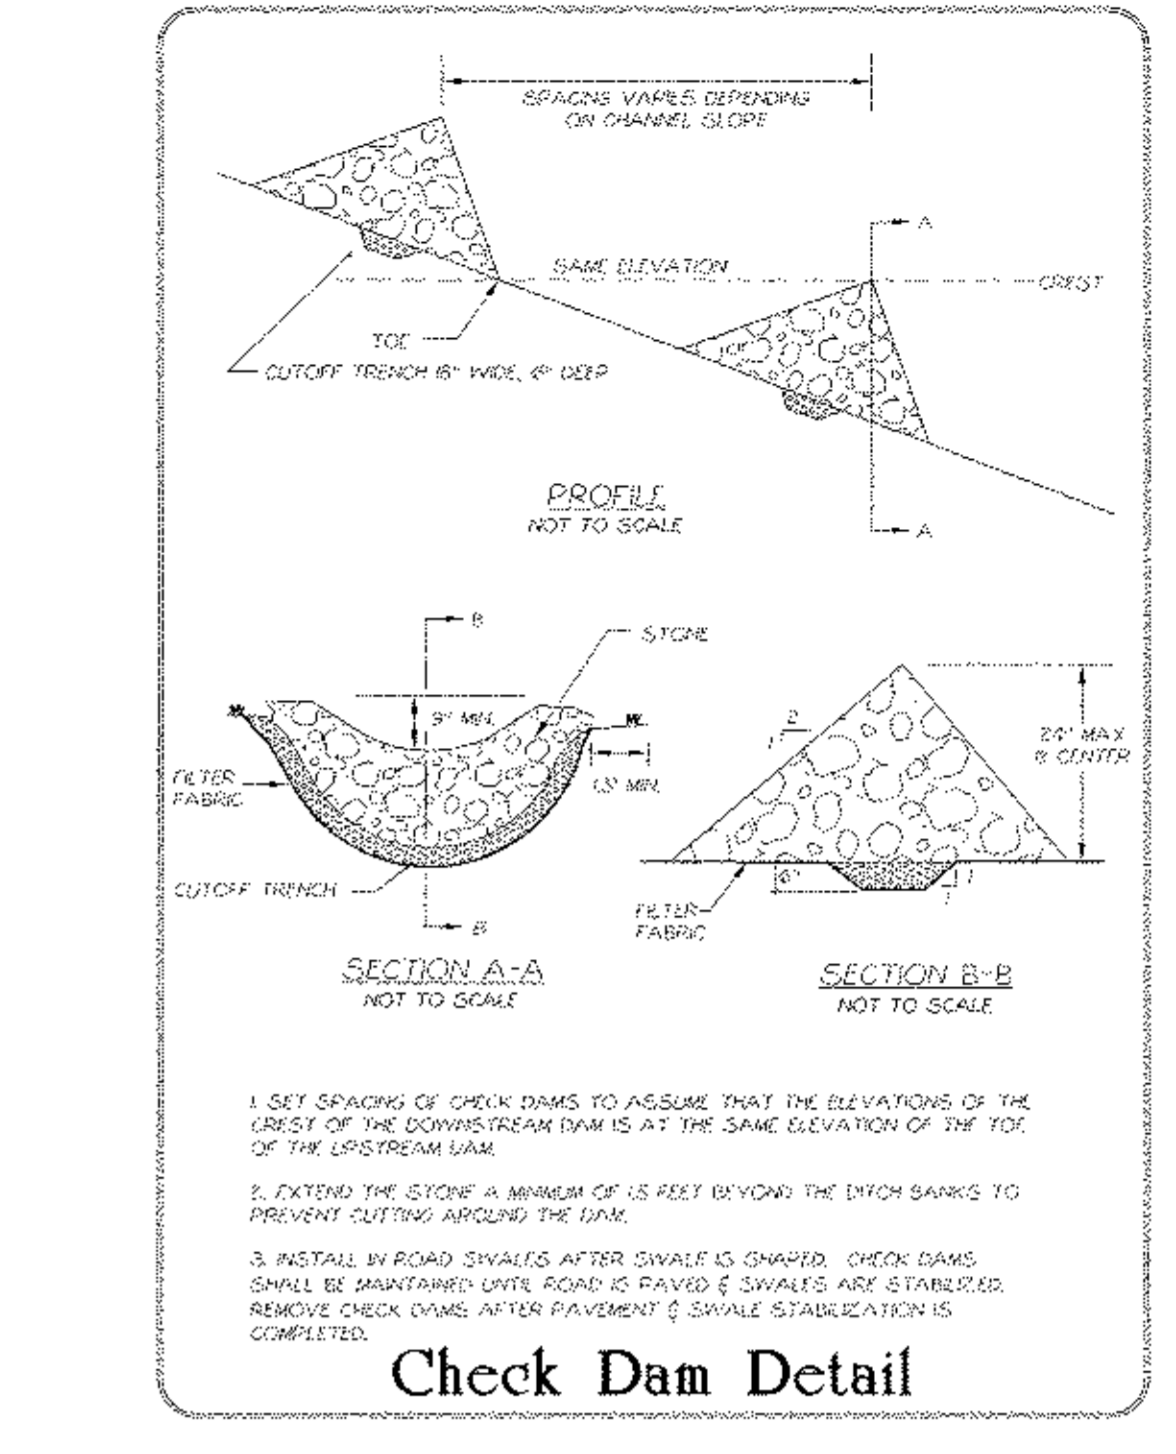 SPACING VARIES DEPENDING
ON CHANNEL SLOPE
A
SAME ELEVATION
CREST
TOE
CUTOFF TRENCH 18" WIDE, 6" DEEP
A
PROFILE
NOT TO SCALE
B
STONE
9" MIN.
FILTER
FABRIC
1.5' MIN.
CUTOFF TRENCH
B
SECTION A-A
NOT TO SCALE
2
1
24" MAX
@ CENTER
6"
1
1
FILTER
FABRIC
SECTION B-B
NOT TO SCALE
1. SET SPACING OF CHECK DAMS TO ASSUME THAT THE ELEVATIONS OF THE
CREST OF THE DOWNSTREAM DAM IS AT THE SAME ELEVATION OF THE TOE
OF THE UPSTREAM DAM.
2. EXTEND THE STONE A MINIMUM OF 1.5 FEET BEYOND THE DITCH BANKS TO
PREVENT CUTTING AROUND THE DAM.
3. INSTALL IN ROAD SWALES AFTER SWALE IS SHAPED. CHECK DAMS
SHALL BE MAINTAINED UNTIL ROAD IS PAVED & SWALES ARE STABILIZED.
REMOVE CHECK DAMS AFTER PAVEMENT & SWALE STABILIZATION IS
COMPLETED.
Check Dam Detail